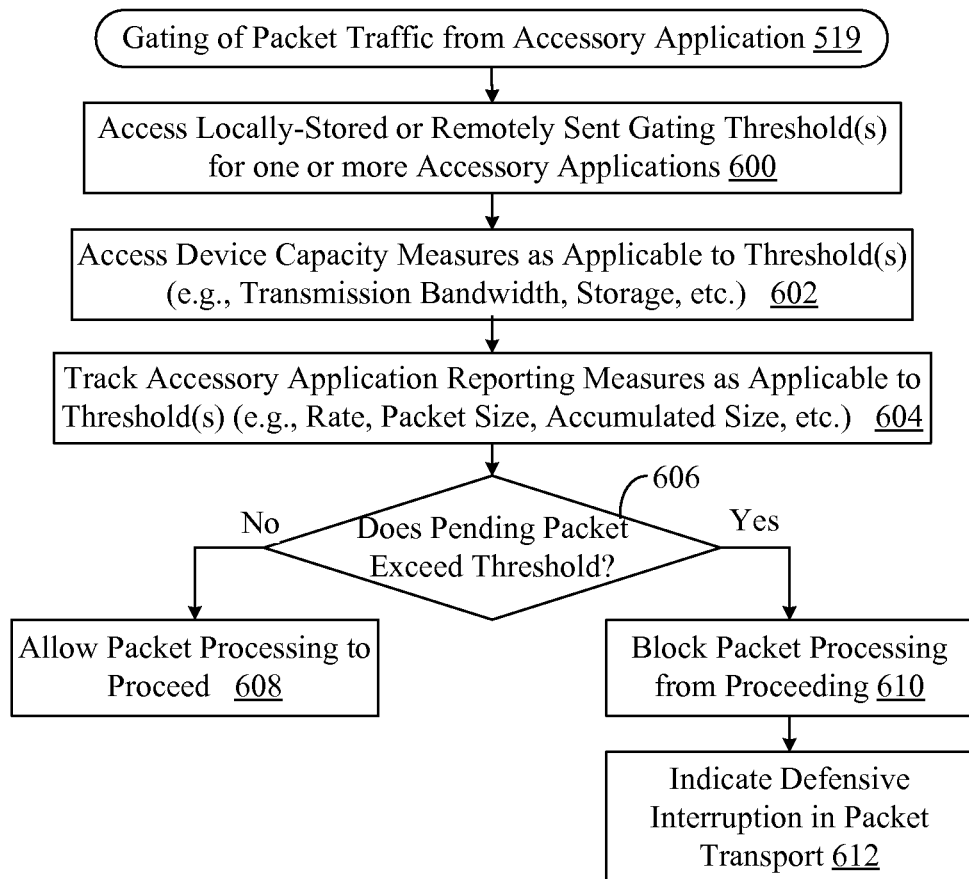 Gating of Packet Traffic from Accessory Application 519
Access Locally-Stored or Remotely Sent Gating Threshold(s)
for one or more Accessory Applications 600
Access Device Capacity Measures as Applicable to Threshold(s)
(e.g., Transmission Bandwidth, Storage, etc.) 602
Track Accessory Application Reporting Measures as Applicable to
Threshold(s) (e.g., Rate, Packet Size, Accumulated Size, etc.) 604
606
No
Does Pending Packet
Exceed Threshold?
Yes
Allow Packet Processing to
Proceed 608
Block Packet Processing
from Proceeding 610
Indicate Defensive
Interruption in Packet
Transport 612